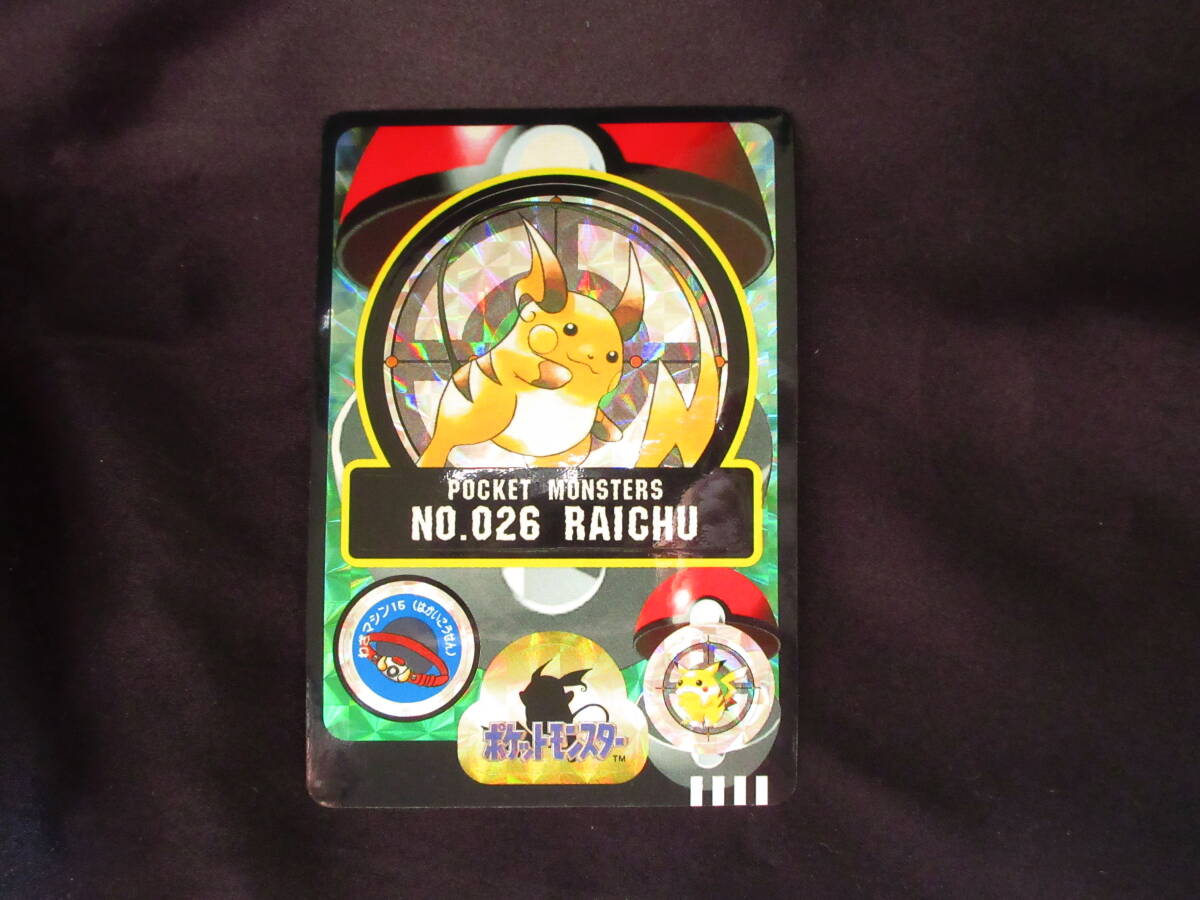 POCKET MONSTERS
NO.026 RAICHU
わざマシン15(はかいこうせん)
ポケットモンスター
TM